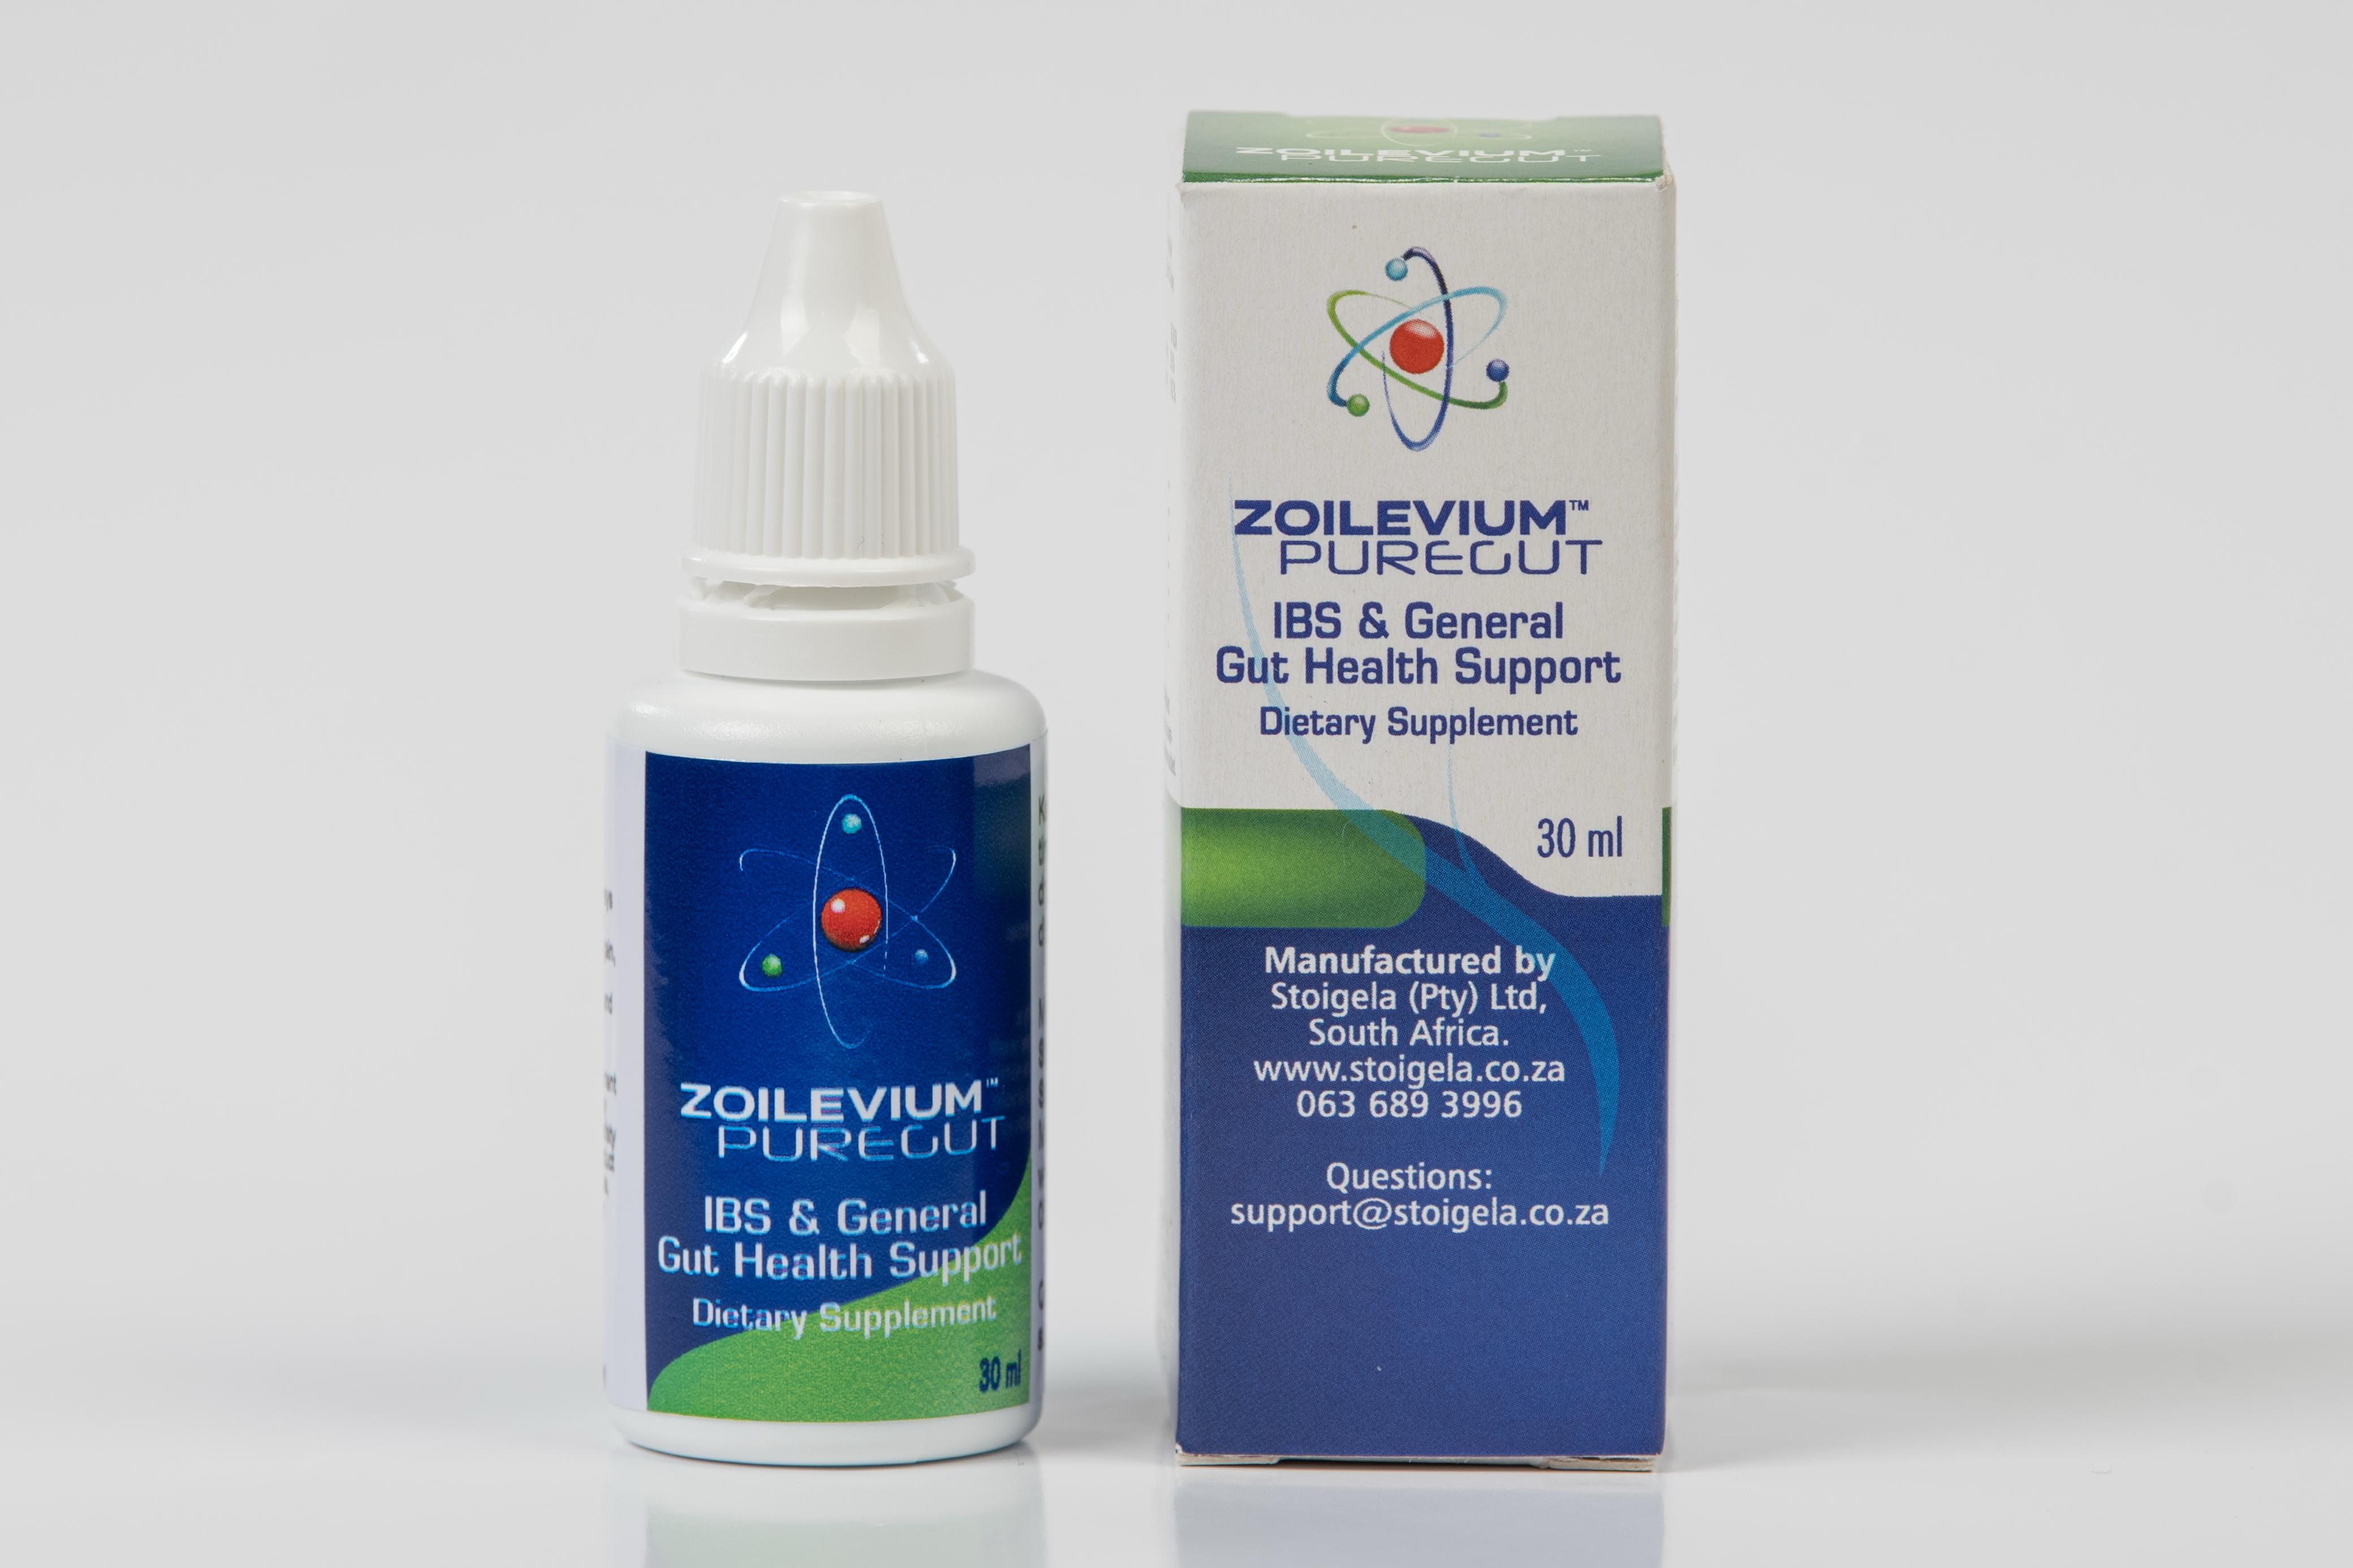 ZOILEVIUM™
PUREGUT
IBS & General
Gut Health Support
Dietary Supplement
30 ml
ZOILEVIUM™
PUREGUT
ZOILEVIUM™
PUREGUT
IBS & General
Gut Health Support
Dietary Supplement
30 ml
Manufactured by
Stoigela (Pty) Ltd,
South Africa.
www.stoigela.co.za
063 689 3996
Questions:
support@stoigela.co.za